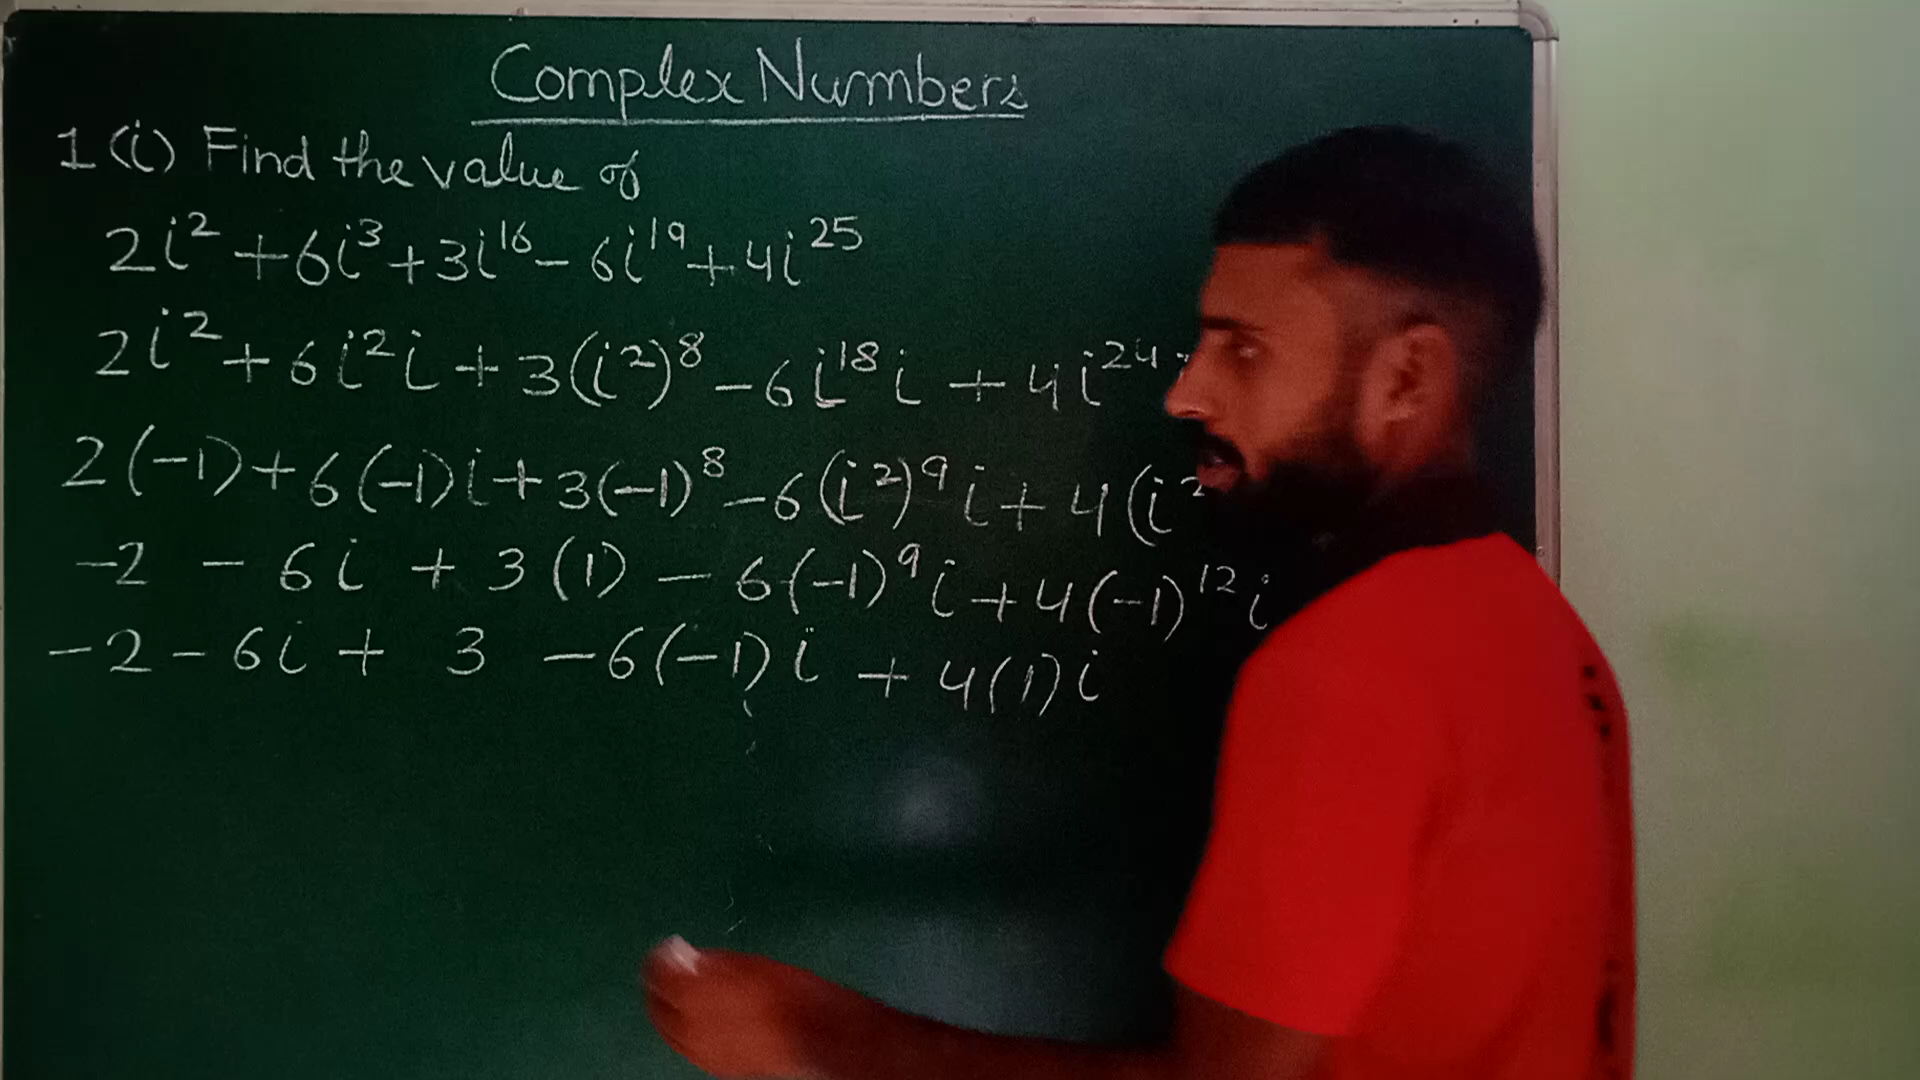 Complex Numbers
1(i) Find the value of
2i² + 6i³ + 3i¹⁶ - 6i¹⁹ + 4i²⁵
2i² + 6i²i + 3(i²)⁸ - 6i¹⁸i + 4i²⁴
2(-1) + 6(-1)i + 3(-1)⁸ - 6(i²)⁹i + 4(i²
-2 - 6i + 3(1) - 6(-1)⁹i + 4(-1)¹²i
-2 - 6i + 3 - 6(-1)i + 4(1)i